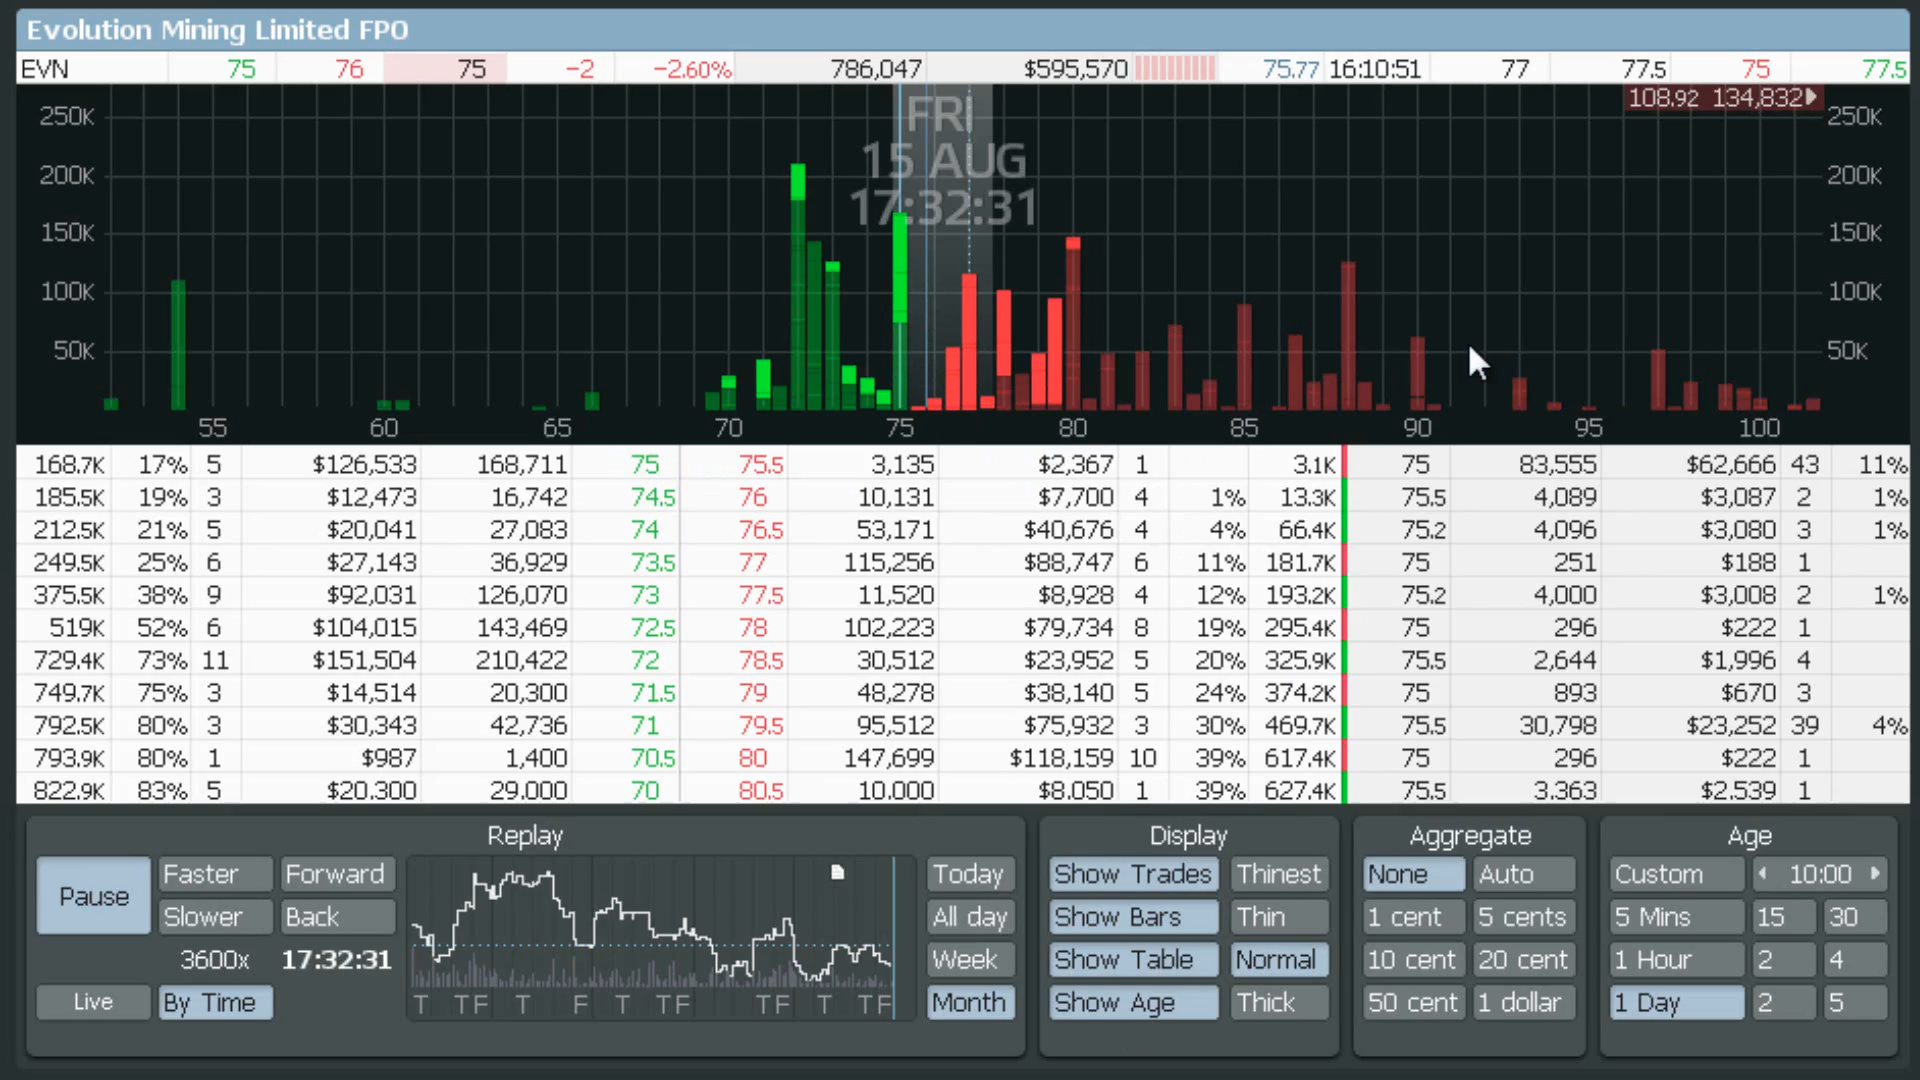 Evolution Mining Limited FPO
EVN 75 76 75 -2 -2.60% 786,047 $595,570 75.77 16:10:51 77 77.5 75 77.5
108.92 134,832
FRI
15 AUG
17:32:31
250K 250K
200K 200K
150K 150K
100K 100K
50K 50K
55 60 65 70 75 80 85 90 95 100
168.7K 17% 5 $126,533 168,711 75 75.5 3,135 $2,367 1 3.1K 75 83,555 $62,666 43 11%
185.5K 19% 3 $12,473 16,742 74.5 76 10,131 $7,700 4 1% 13.3K 75.5 4,089 $3,087 2 1%
212.5K 21% 5 $20,041 27,083 74 76.5 53,171 $40,676 4 4% 66.4K 75.2 4,096 $3,080 3 1%
249.5K 25% 6 $27,143 36,929 73.5 77 115,256 $88,747 6 11% 181.7K 75 251 $188 1
375.5K 38% 9 $92,031 126,070 73 77.5 11,520 $8,928 4 12% 193.2K 75.2 4,000 $3,008 2 1%
519K 52% 6 $104,015 143,469 72.5 78 102,223 $79,734 8 19% 295.4K 75 296 $222 1
729.4K 73% 11 $151,504 210,422 72 78.5 30,512 $23,952 5 20% 325.9K 75.5 2,644 $1,996 4
749.7K 75% 3 $14,514 20,300 71.5 79 48,278 $38,140 5 24% 374.2K 75 893 $670 3
792.5K 80% 3 $30,343 42,736 71 79.5 95,512 $75,932 3 30% 469.7K 75.5 30,798 $23,252 39 4%
793.9K 80% 1 $987 1,400 70.5 80 147,699 $118,159 10 39% 617.4K 75 296 $222 1
822.9K 83% 5 $20.300 29.000 70 80.5 10.000 $8.050 1 39% 627.4K 75.5 3.363 $2.539 1
Replay
Pause Faster Forward
Slower Back
3600x 17:32:31
Live By Time
T TF T F T TF TF T TF
Today
All day
Week
Month
Display
Show Trades Thinest
Show Bars Thin
Show Table Normal
Show Age Thick
Aggregate
None Auto
1 cent 5 cents
10 cent 20 cent
50 cent 1 dollar
Age
Custom 10:00
5 Mins 15 30
1 Hour 2 4
1 Day 2 5